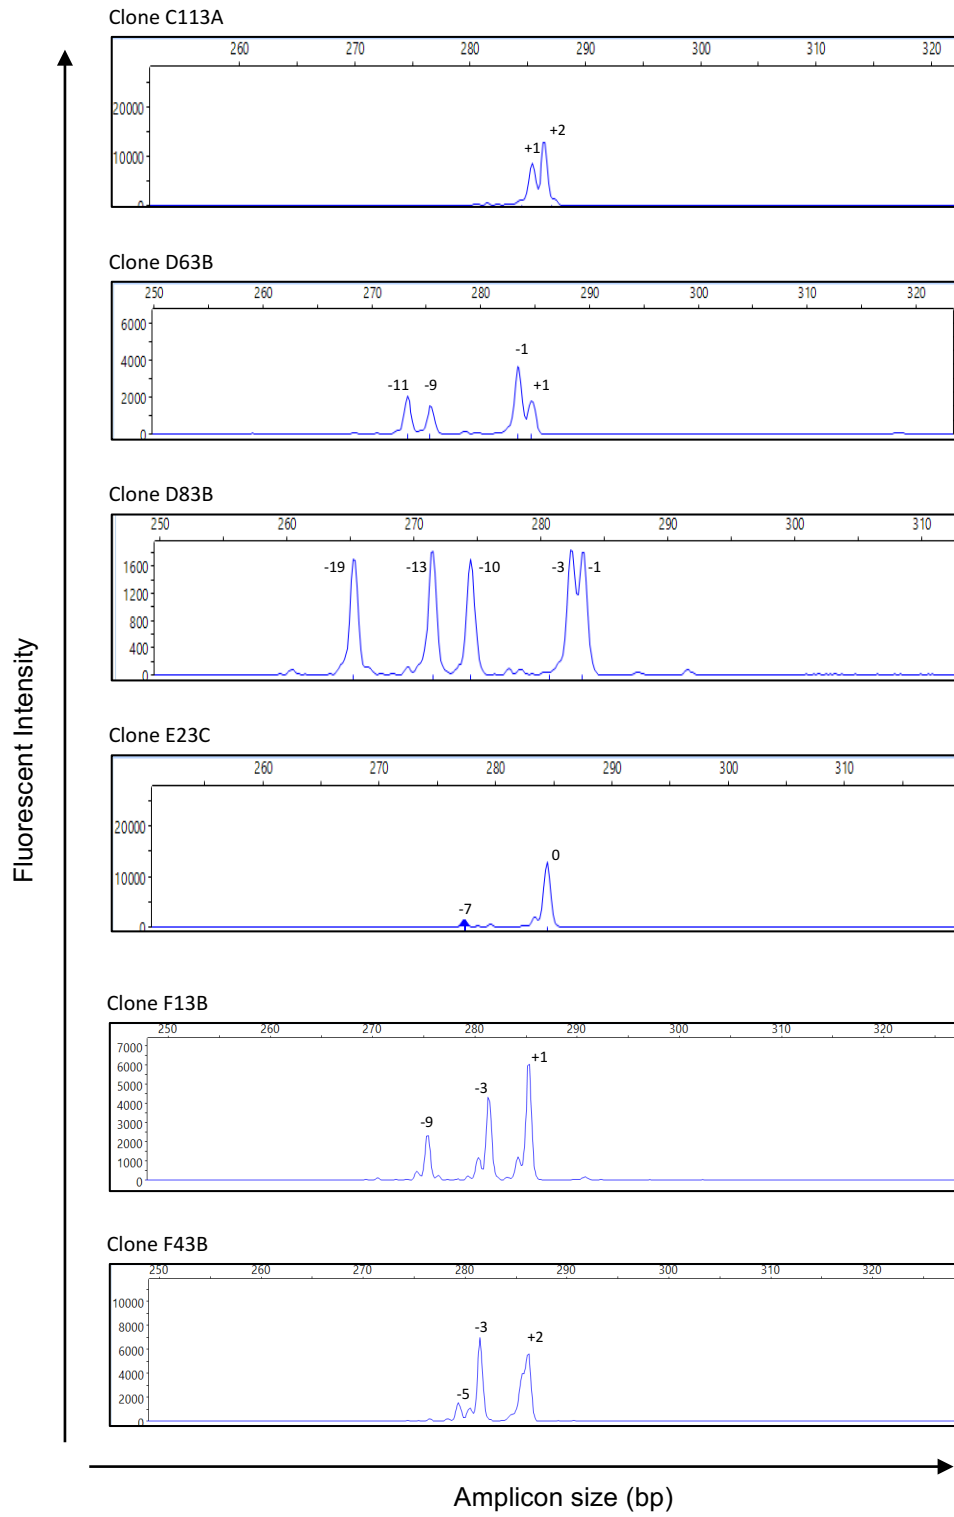 Clone C113A
260 270 280 290 300 310 320
20000
+2
+1
10000
0
Clone D63B
250 260 270 280 290 300 310 320
6000
4000
-1
-11 -9 +1
2000
0
Clone D83B
250 260 270 280 290 300 310
1600
-19 -13 -10 -3 -1
1200
800
400
0
Clone E23C
260 270 280 290 300 310
20000
0
10000
-7
0
Clone F13B
250 260 270 280 290 300 310 320
7000
6000
+1
5000
-3
4000
3000
-9
2000
1000
0
Clone F43B
250 260 270 280 290 300 310 320
10000
8000
-3
+2
6000
4000
-5
2000
0
Fluorescent Intensity
Amplicon size (bp)